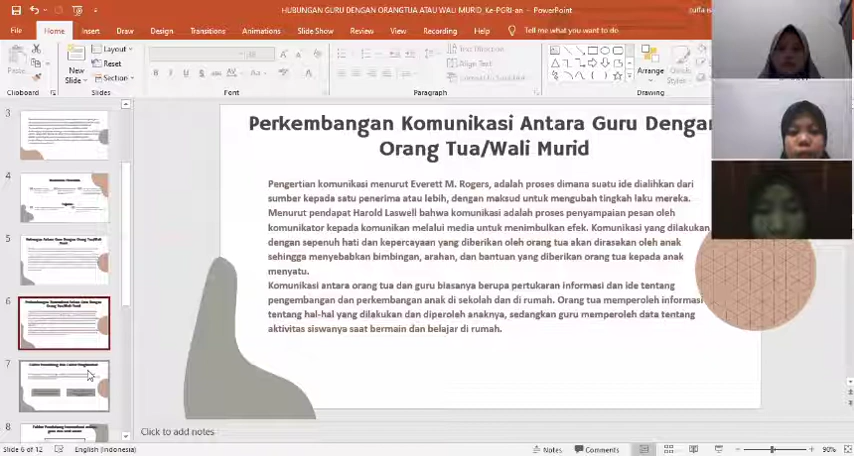 HUBUNGAN GURU DENGAN ORANGTUA ATAU WALI MURID_Ke-PGRI-an - PowerPoint
File Home Insert Draw Design Transitions Animations Slide Show Review View Recording Help Tell me what you want to do
Paste
New Slide
Layout
Reset
Section
Text Direction
Align Text
Convert to SmartArt
Arrange
Quick Styles
Clipboard Slides Font Paragraph Drawing
3
4
5
6
7
8
Perkembangan Komunikasi Antara Guru Dengan
Orang Tua/Wali Murid
Pengertian komunikasi menurut Everett M. Rogers, adalah proses dimana suatu ide dialihkan dari
sumber kepada satu penerima atau lebih, dengan maksud untuk mengubah tingkah laku mereka.
Menurut pendapat Harold Laswell bahwa komunikasi adalah proses penyampaian pesan oleh
komunikator kepada komunikan melalui media untuk menimbulkan efek. Komunikasi yang dilakukan
dengan sepenuh hati dan kepercayaan yang diberikan oleh orang tua akan dirasakan oleh anak
sehingga menyebabkan bimbingan, arahan, dan bantuan yang diberikan orang tua kepada anak
menyatu.
Komunikasi antara orang tua dan guru biasanya berupa pertukaran informasi dan ide tentang
pengembangan dan perkembangan anak di sekolah dan di rumah. Orang tua memperoleh informasi
tentang hal-hal yang dilakukan dan diperoleh anaknya, sedangkan guru memperoleh data tentang
aktivitas siswanya saat bermain dan belajar di rumah.
Click to add notes
Slide 6 of 12 English (Indonesia) Notes Comments 90%